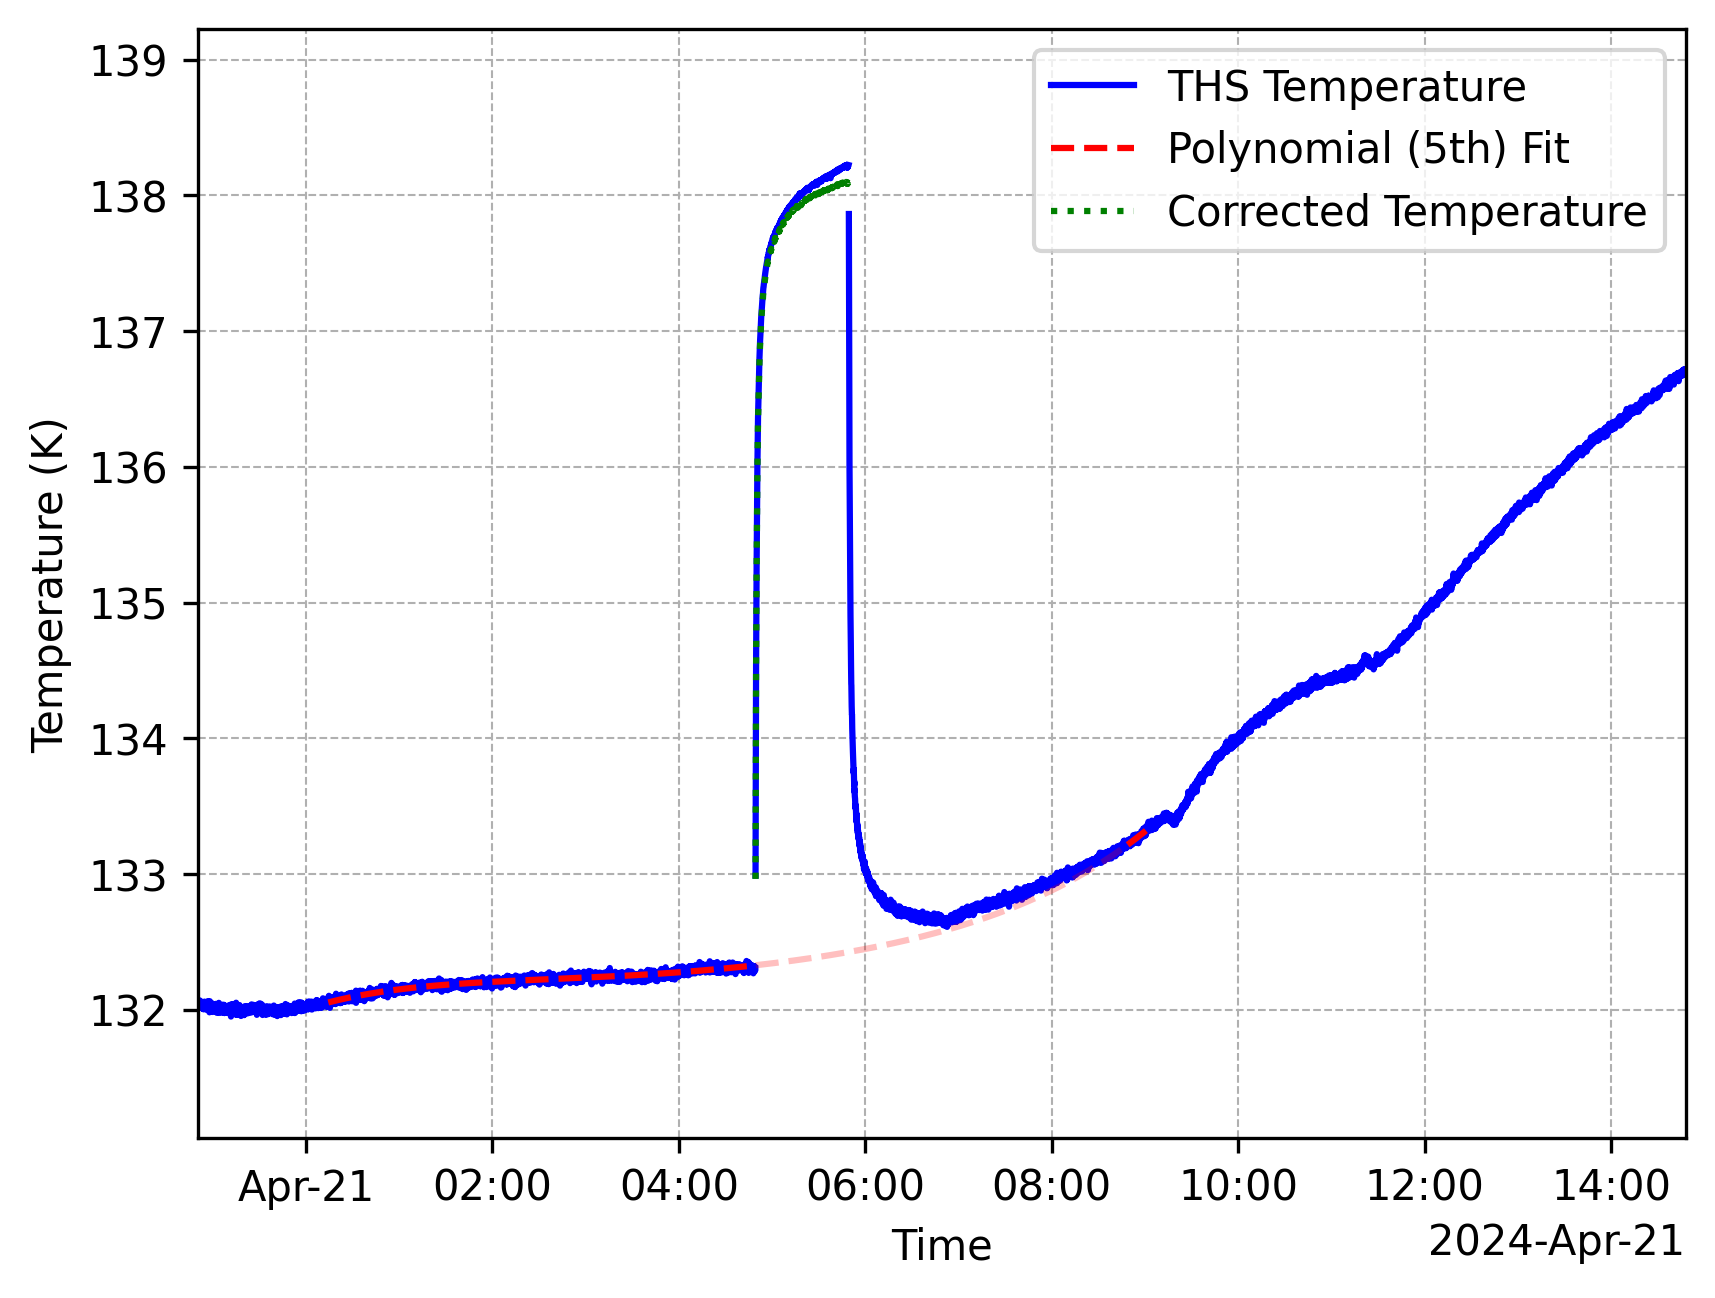 139
138
137
136
135
134
133
132
Temperature (K)
THS Temperature
Polynomial (5th) Fit
Corrected Temperature
Apr-21 02:00 04:00 06:00 08:00 10:00 12:00 14:00
2024-Apr-21
Time